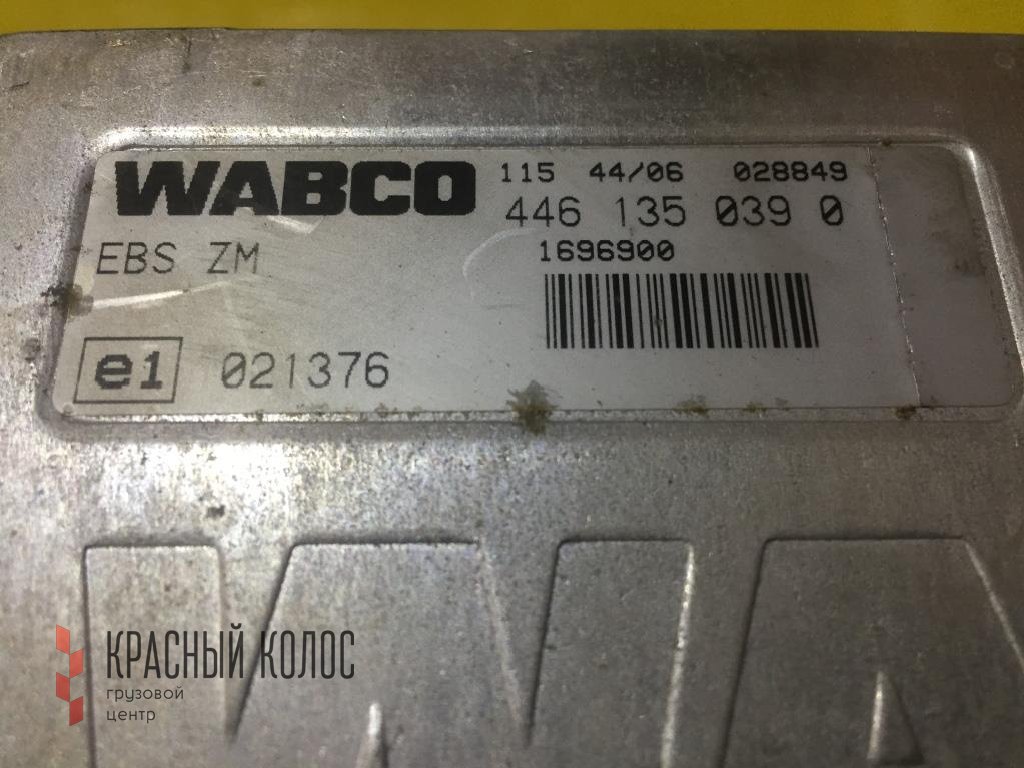 WABCO 115 44/06 028849
446 135 039 0
EBS ZM 1696900
e1 021376
КРАСНЫЙ КОЛОС
грузовой
центр